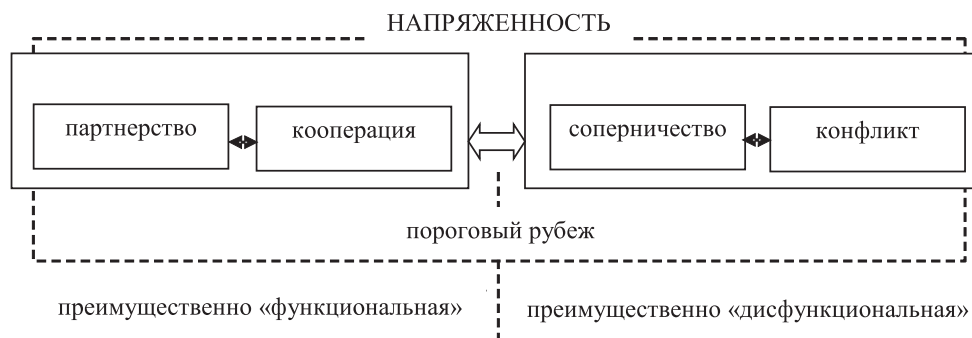 НАПРЯЖЕННОСТЬ
партнерство
кооперация
соперничество
конфликт
пороговый рубеж
преимущественно «функциональная»
преимущественно «дисфункциональная»